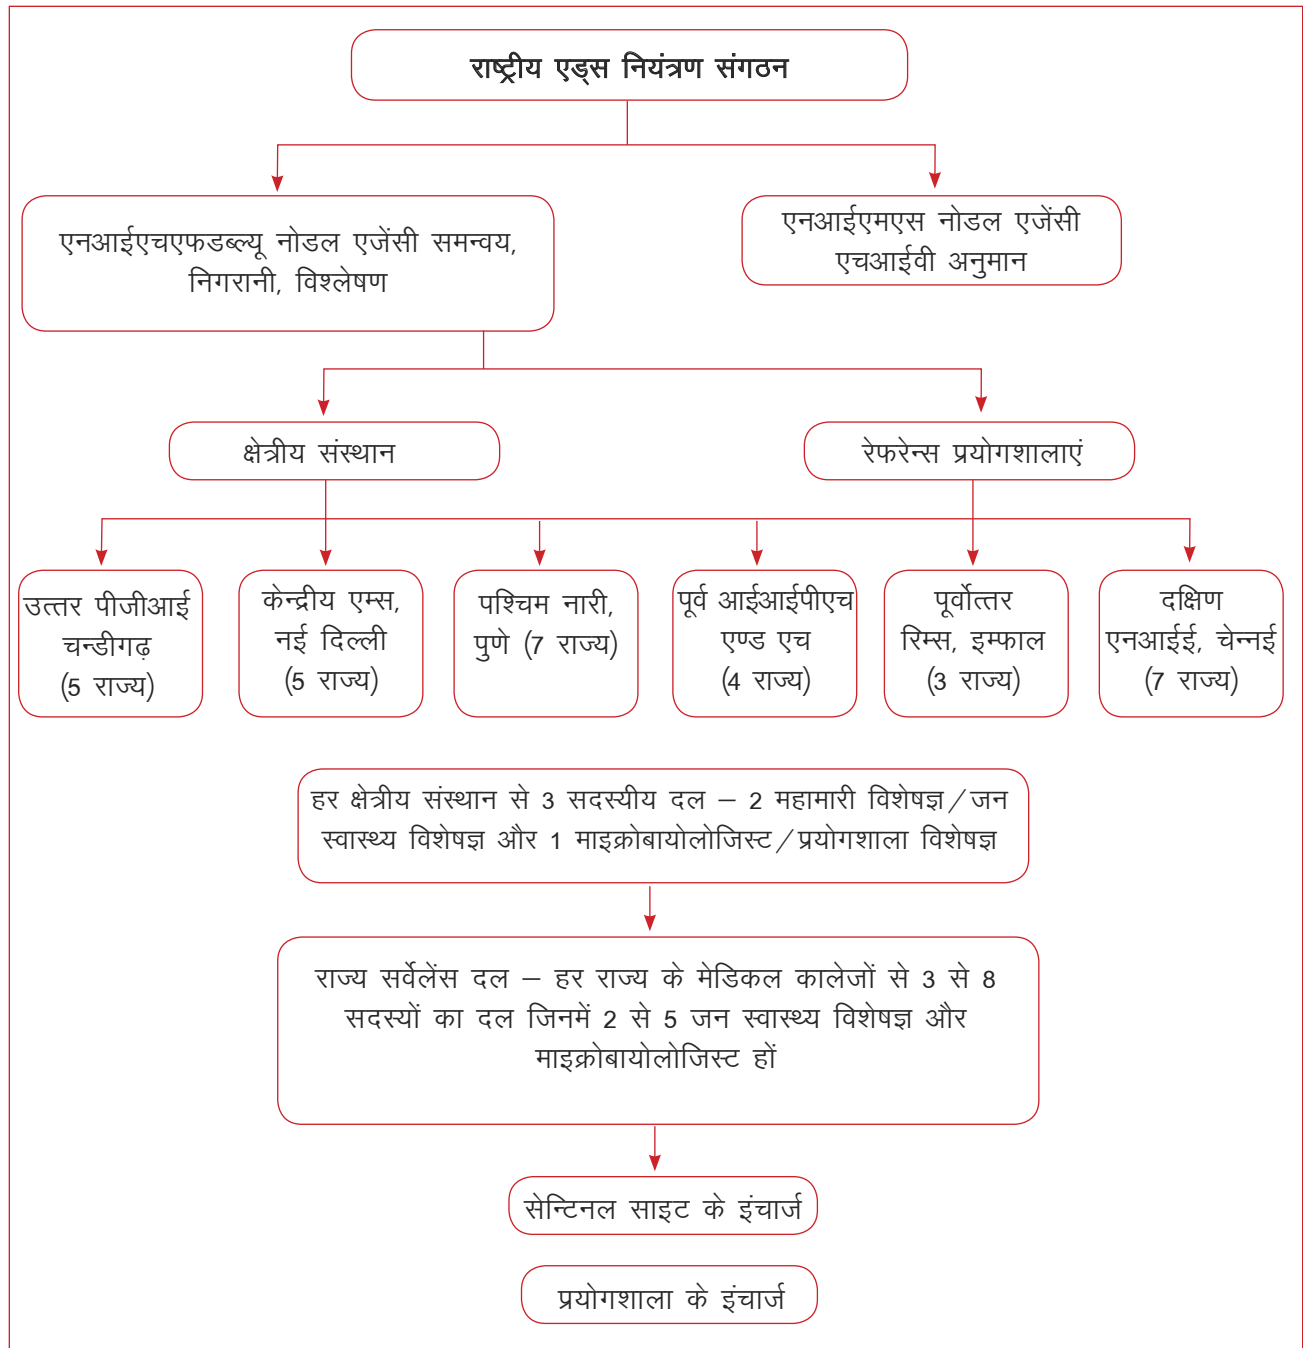 राष्ट्रीय एड्स नियंत्रण संगठन
एनआईएचएफडब्ल्यू नोडल एजेंसी समन्वय,
निगरानी, विश्लेषण
एनआईएमएस नोडल एजेंसी
एचआईवी अनुमान
क्षेत्रीय संस्थान
रेफरेन्स प्रयोगशालाएं
उत्तर पीजीआई
चन्डीगढ़
(5 राज्य)
केन्द्रीय एम्स,
नई दिल्ली
(5 राज्य)
पश्चिम नारी,
पुणे (7 राज्य)
पूर्व आईआईपीएच
एण्ड एच
(4 राज्य)
पूर्वोत्तर
रिम्स, इम्फाल
(3 राज्य)
दक्षिण
एनआईई, चेन्नई
(7 राज्य)
हर क्षेत्रीय संस्थान से 3 सदस्यीय दल – 2 महामारी विशेषज्ञ/जन
स्वास्थ्य विशेषज्ञ और 1 माइक्रोबायोलोजिस्ट/प्रयोगशाला विशेषज्ञ
राज्य सर्वेलेंस दल – हर राज्य के मेडिकल कालेजों से 3 से 8
सदस्यों का दल जिनमें 2 से 5 जन स्वास्थ्य विशेषज्ञ और
माइक्रोबायोलोजिस्ट हों
सेन्टिनल साइट के इंचार्ज
प्रयोगशाला के इंचार्ज